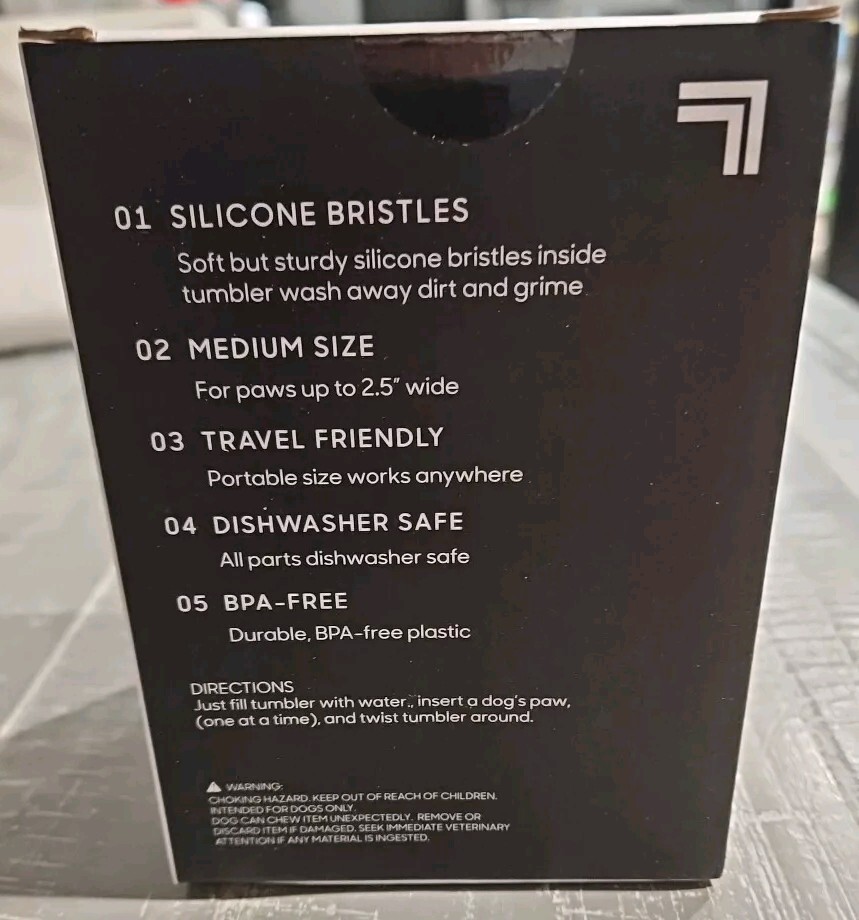 01 SILICONE BRISTLES
Soft but sturdy silicone bristles inside
tumbler wash away dirt and grime
02 MEDIUM SIZE
For paws up to 2.5” wide
03 TRAVEL FRIENDLY
Portable size works anywhere
04 DISHWASHER SAFE
All parts dishwasher safe
05 BPA-FREE
Durable, BPA-free plastic
DIRECTIONS
Just fill tumbler with water., insert a dog's paw,
(one at a time), and twist tumbler around.
WARNING:
CHOKING HAZARD. KEEP OUT OF REACH OF CHILDREN.
INTENDED FOR DOGS ONLY.
DOG CAN CHEW ITEM UNEXPECTEDLY. REMOVE OR
DISCARD ITEM IF DAMAGED. SEEK IMMEDIATE VETERINARY
ATTENTION IF ANY MATERIAL IS INGESTED.